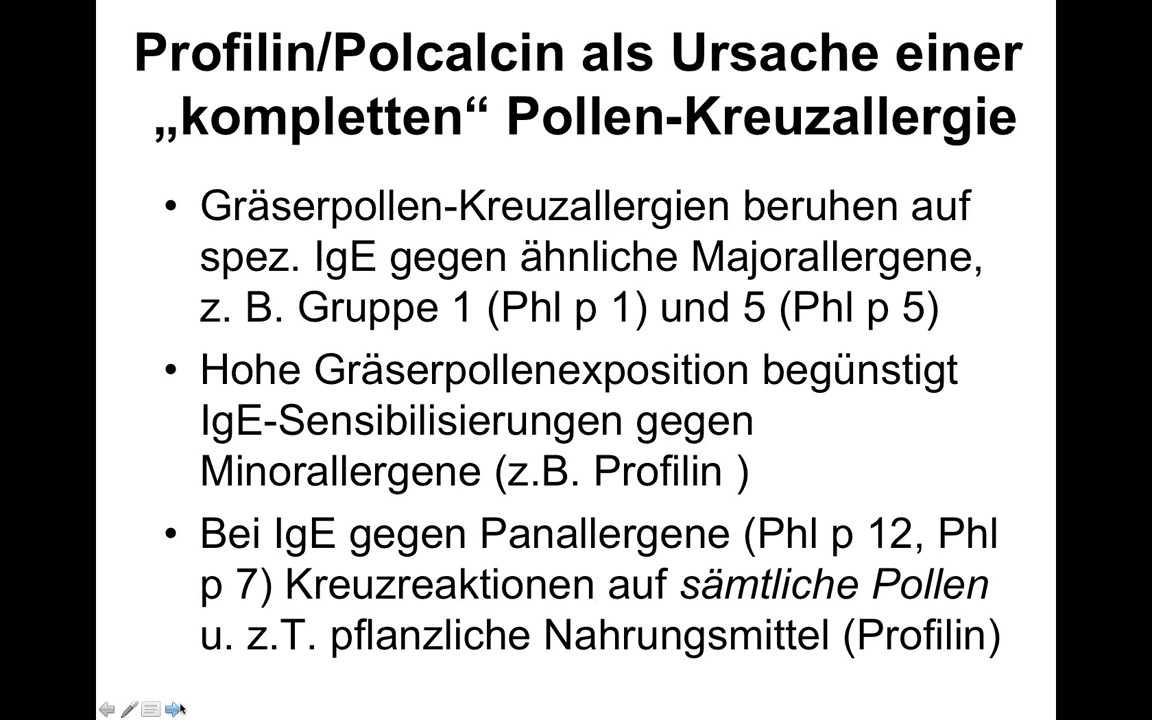 Profilin/Polcalcin als Ursache einer
„kompletten“ Pollen-Kreuzallergie
• Gräserpollen-Kreuzallergien beruhen auf
spez. IgE gegen ähnliche Majorallergene,
z. B. Gruppe 1 (Phl p 1) und 5 (Phl p 5)
• Hohe Gräserpollenexposition begünstigt
IgE-Sensibilisierungen gegen
Minorallergene (z.B. Profilin )
• Bei IgE gegen Panallergene (Phl p 12, Phl
p 7) Kreuzreaktionen auf sämtliche Pollen
u. z.T. pflanzliche Nahrungsmittel (Profilin)